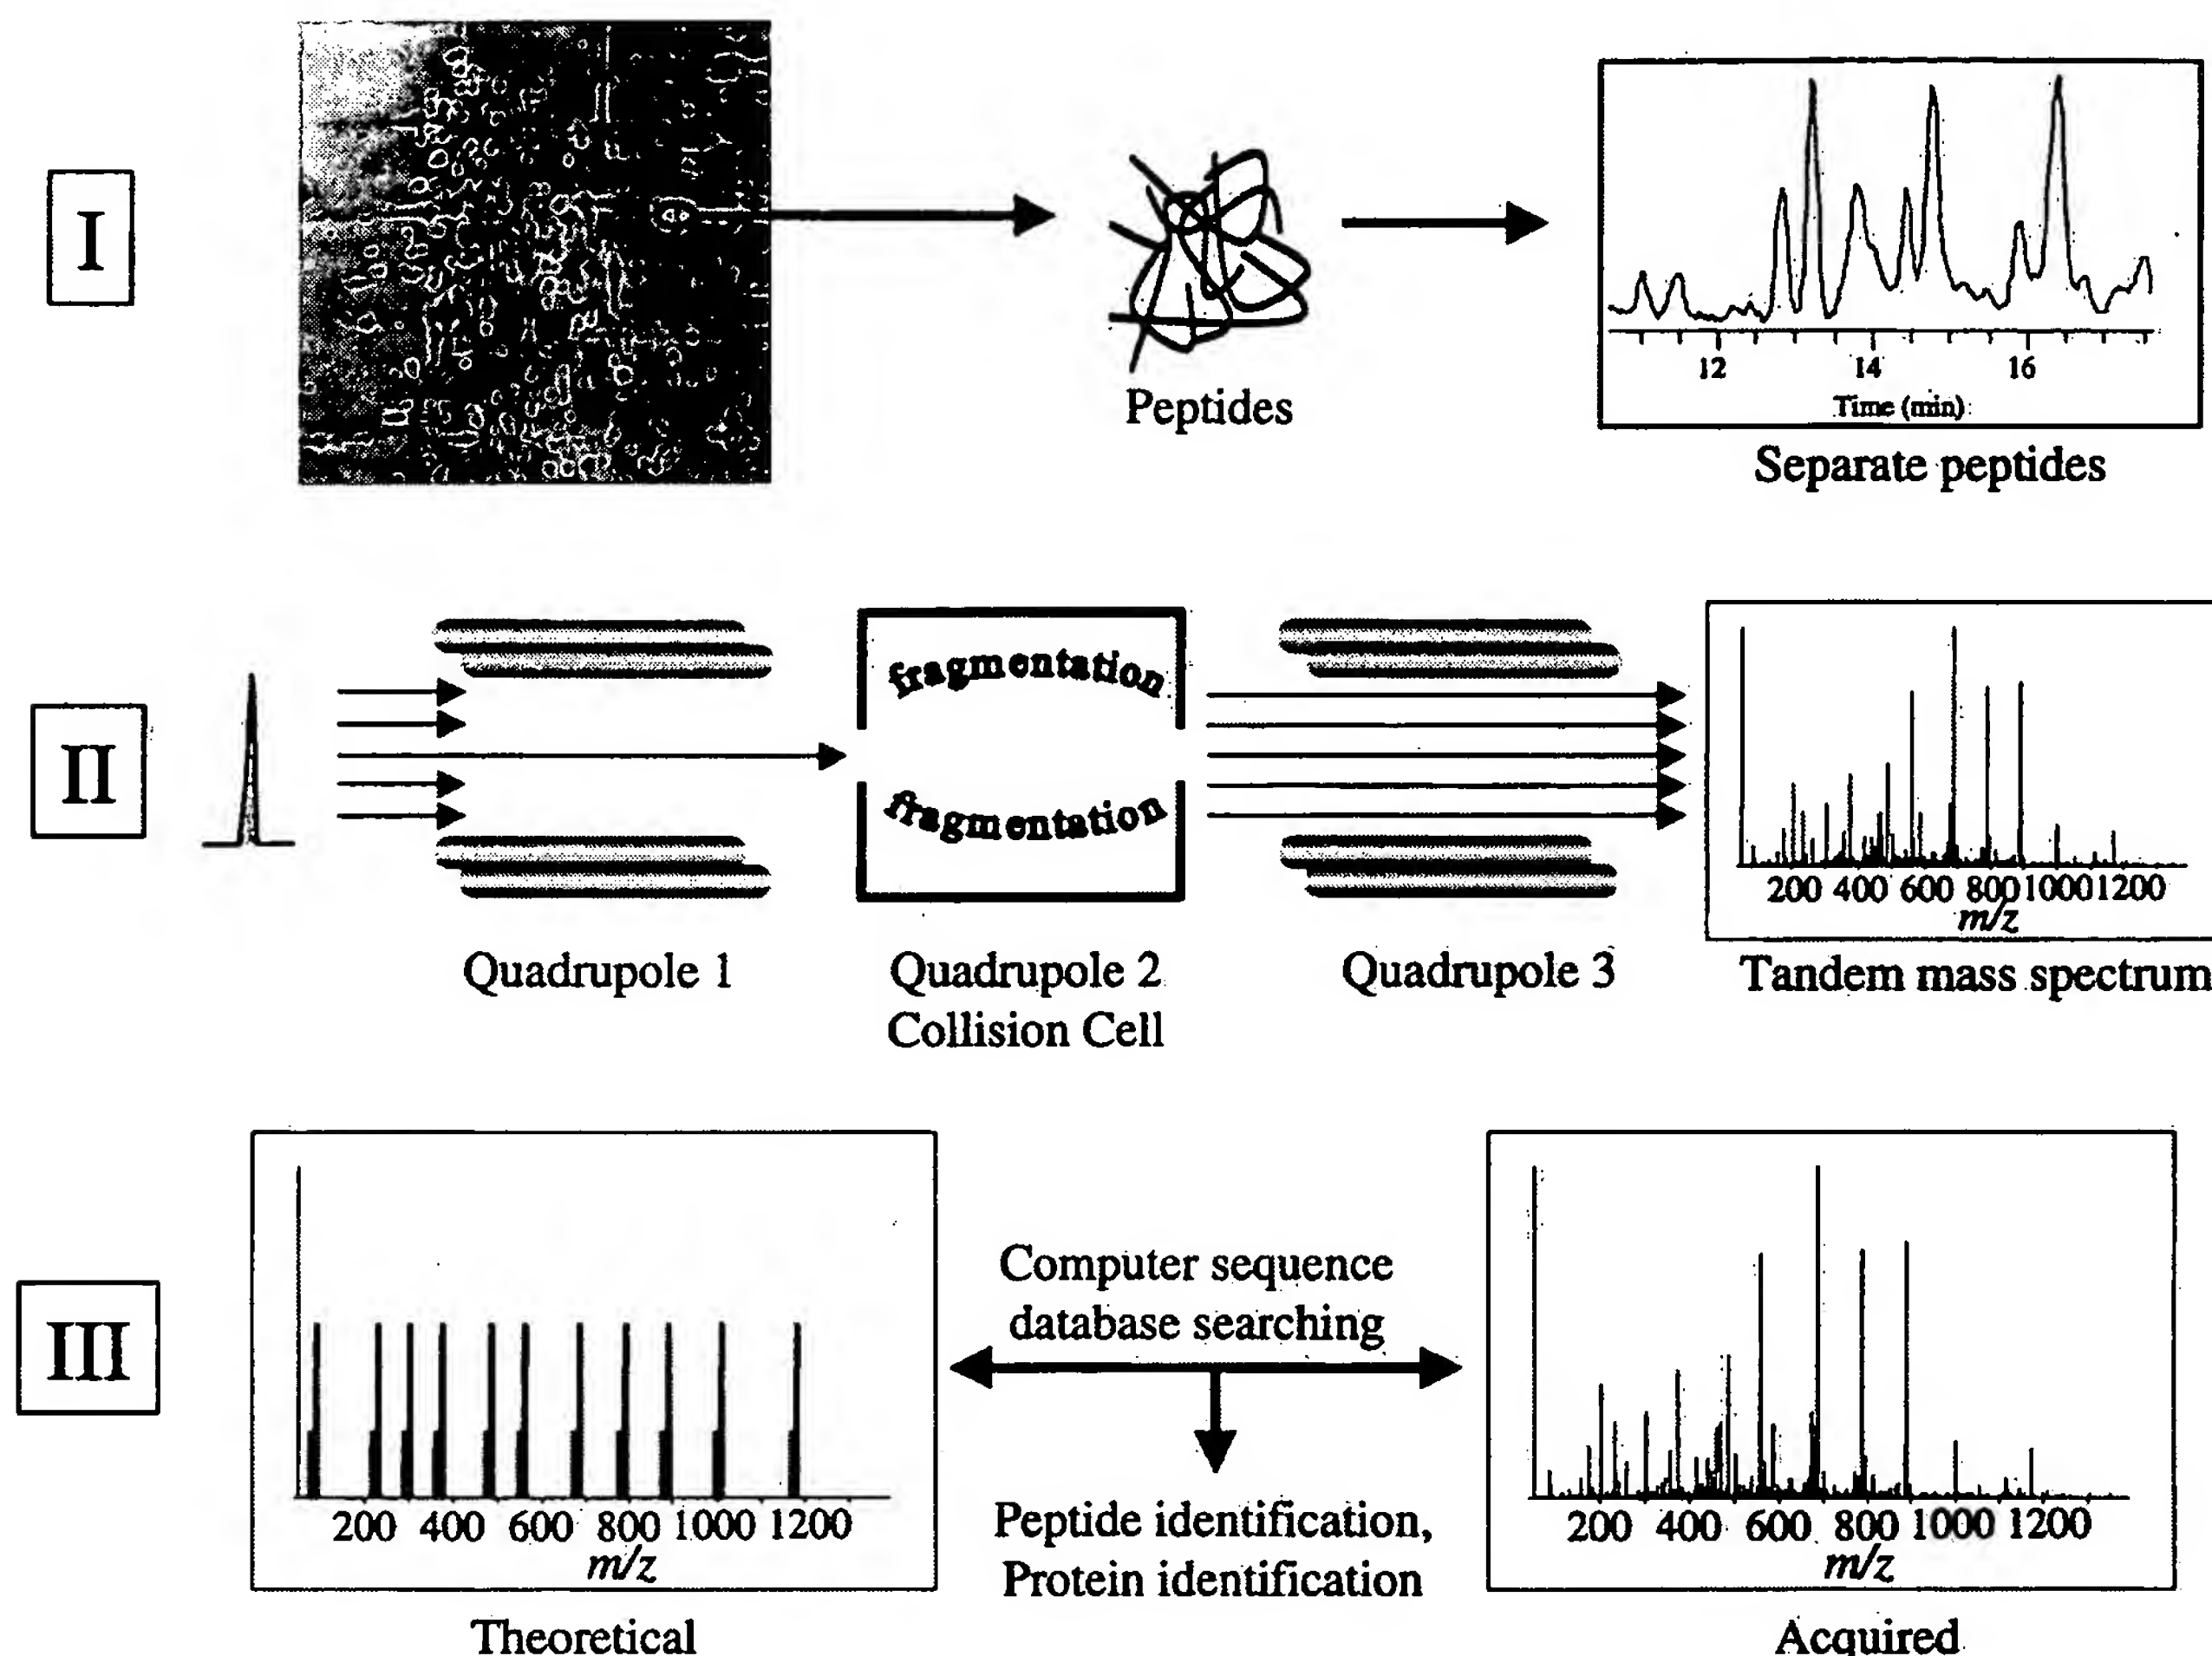 I
Peptides
12 14 16
Time (min)
Separate peptides
II
fragmentation
fragmentation
Quadrupole 1
Quadrupole 2
Collision Cell
Quadrupole 3
200 400 600 800 1000 1200
m/z
Tandem mass spectrum
III
Computer sequence
database searching
Peptide identification,
Protein identification
200 400 600 800 1000 1200
m/z
Theoretical
200 400 600 800 1000 1200
m/z
Acquired